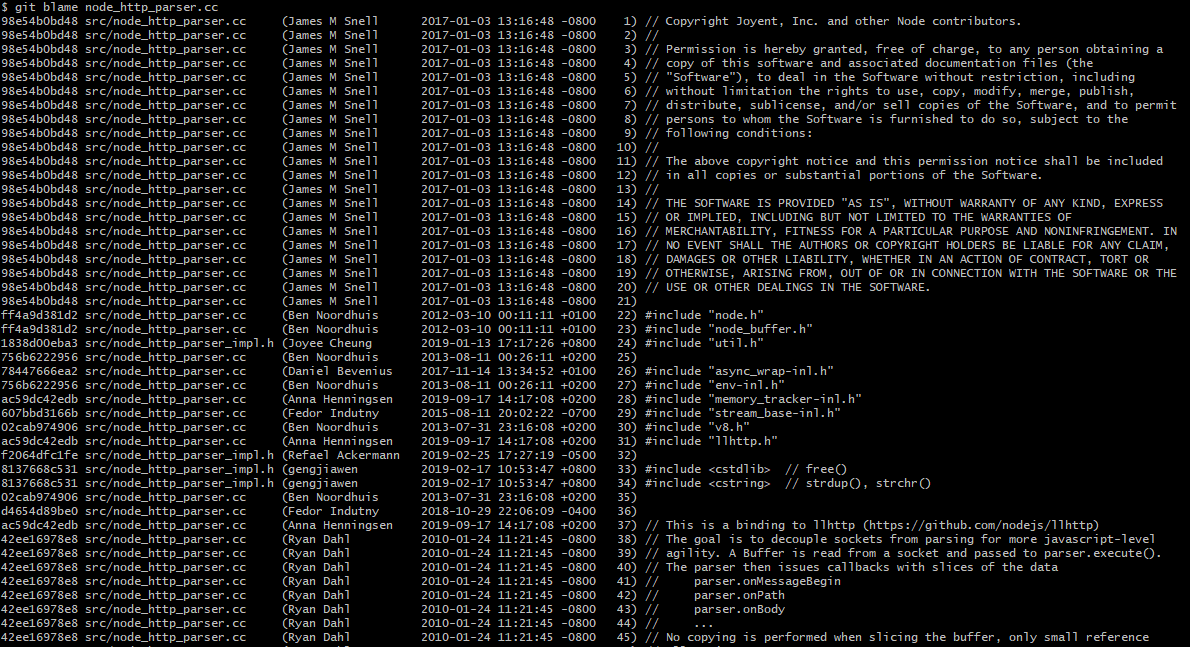 $ git blame node_http_parser.cc
98e54b0bd48 src/node_http_parser.cc (James M Snell 2017-01-03 13:16:48 -0800 1) // Copyright Joyent, Inc. and other Node contributors.
98e54b0bd48 src/node_http_parser.cc (James M Snell 2017-01-03 13:16:48 -0800 2) //
98e54b0bd48 src/node_http_parser.cc (James M Snell 2017-01-03 13:16:48 -0800 3) // Permission is hereby granted, free of charge, to any person obtaining a
98e54b0bd48 src/node_http_parser.cc (James M Snell 2017-01-03 13:16:48 -0800 4) // copy of this software and associated documentation files (the
98e54b0bd48 src/node_http_parser.cc (James M Snell 2017-01-03 13:16:48 -0800 5) // "Software"), to deal in the Software without restriction, including
98e54b0bd48 src/node_http_parser.cc (James M Snell 2017-01-03 13:16:48 -0800 6) // without limitation the rights to use, copy, modify, merge, publish,
98e54b0bd48 src/node_http_parser.cc (James M Snell 2017-01-03 13:16:48 -0800 7) // distribute, sublicense, and/or sell copies of the Software, and to permit
98e54b0bd48 src/node_http_parser.cc (James M Snell 2017-01-03 13:16:48 -0800 8) // persons to whom the Software is furnished to do so, subject to the
98e54b0bd48 src/node_http_parser.cc (James M Snell 2017-01-03 13:16:48 -0800 9) // following conditions:
98e54b0bd48 src/node_http_parser.cc (James M Snell 2017-01-03 13:16:48 -0800 10) //
98e54b0bd48 src/node_http_parser.cc (James M Snell 2017-01-03 13:16:48 -0800 11) // The above copyright notice and this permission notice shall be included
98e54b0bd48 src/node_http_parser.cc (James M Snell 2017-01-03 13:16:48 -0800 12) // in all copies or substantial portions of the Software.
98e54b0bd48 src/node_http_parser.cc (James M Snell 2017-01-03 13:16:48 -0800 13) //
98e54b0bd48 src/node_http_parser.cc (James M Snell 2017-01-03 13:16:48 -0800 14) // THE SOFTWARE IS PROVIDED "AS IS", WITHOUT WARRANTY OF ANY KIND, EXPRESS
98e54b0bd48 src/node_http_parser.cc (James M Snell 2017-01-03 13:16:48 -0800 15) // OR IMPLIED, INCLUDING BUT NOT LIMITED TO THE WARRANTIES OF
98e54b0bd48 src/node_http_parser.cc (James M Snell 2017-01-03 13:16:48 -0800 16) // MERCHANTABILITY, FITNESS FOR A PARTICULAR PURPOSE AND NONINFRINGEMENT. IN
98e54b0bd48 src/node_http_parser.cc (James M Snell 2017-01-03 13:16:48 -0800 17) // NO EVENT SHALL THE AUTHORS OR COPYRIGHT HOLDERS BE LIABLE FOR ANY CLAIM,
98e54b0bd48 src/node_http_parser.cc (James M Snell 2017-01-03 13:16:48 -0800 18) // DAMAGES OR OTHER LIABILITY, WHETHER IN AN ACTION OF CONTRACT, TORT OR
98e54b0bd48 src/node_http_parser.cc (James M Snell 2017-01-03 13:16:48 -0800 19) // OTHERWISE, ARISING FROM, OUT OF OR IN CONNECTION WITH THE SOFTWARE OR THE
98e54b0bd48 src/node_http_parser.cc (James M Snell 2017-01-03 13:16:48 -0800 20) // USE OR OTHER DEALINGS IN THE SOFTWARE.
98e54b0bd48 src/node_http_parser.cc (James M Snell 2017-01-03 13:16:48 -0800 21)
ff4a9d381d2 src/node_http_parser.cc (Ben Noordhuis 2012-03-10 00:11:11 +0100 22) #include "node.h"
ff4a9d381d2 src/node_http_parser.cc (Ben Noordhuis 2012-03-10 00:11:11 +0100 23) #include "node_buffer.h"
1838d00eba3 src/node_http_parser_impl.h (Joyee Cheung 2019-01-13 17:17:26 +0800 24) #include "util.h"
756b6222956 src/node_http_parser.cc (Ben Noordhuis 2013-08-11 00:26:11 +0200 25)
78447666ea2 src/node_http_parser.cc (Daniel Bevenius 2017-11-14 13:34:52 +0100 26) #include "async_wrap-inl.h"
756b6222956 src/node_http_parser.cc (Ben Noordhuis 2013-08-11 00:26:11 +0200 27) #include "env-inl.h"
ac59dc42edb src/node_http_parser.cc (Anna Henningsen 2019-09-17 14:17:08 +0200 28) #include "memory_tracker-inl.h"
607bbd3166b src/node_http_parser.cc (Fedor Indutny 2015-08-11 20:02:22 -0700 29) #include "stream_base-inl.h"
02cab974906 src/node_http_parser.cc (Ben Noordhuis 2013-07-31 23:16:08 +0200 30) #include "v8.h"
ac59dc42edb src/node_http_parser.cc (Anna Henningsen 2019-09-17 14:17:08 +0200 31) #include "llhttp.h"
f2064dfc1fe src/node_http_parser_impl.h (Refael Ackermann 2019-02-25 17:27:19 -0500 32)
8137668c531 src/node_http_parser_impl.h (gengjiawen 2019-02-17 10:53:47 +0800 33) #include <cstdlib> // free()
8137668c531 src/node_http_parser_impl.h (gengjiawen 2019-02-17 10:53:47 +0800 34) #include <cstring> // strdup(), strchr()
02cab974906 src/node_http_parser.cc (Ben Noordhuis 2013-07-31 23:16:08 +0200 35)
d4654d89be0 src/node_http_parser.cc (Fedor Indutny 2018-10-29 22:06:09 -0400 36)
ac59dc42edb src/node_http_parser.cc (Anna Henningsen 2019-09-17 14:17:08 +0200 37) // This is a binding to llhttp (https://github.com/nodejs/llhttp)
42ee16978e8 src/node_http_parser.cc (Ryan Dahl 2010-01-24 11:21:45 -0800 38) // The goal is to decouple sockets from parsing for more javascript-level
42ee16978e8 src/node_http_parser.cc (Ryan Dahl 2010-01-24 11:21:45 -0800 39) // agility. A Buffer is read from a socket and passed to parser.execute().
42ee16978e8 src/node_http_parser.cc (Ryan Dahl 2010-01-24 11:21:45 -0800 40) // The parser then issues callbacks with slices of the data
42ee16978e8 src/node_http_parser.cc (Ryan Dahl 2010-01-24 11:21:45 -0800 41) // parser.onMessageBegin
42ee16978e8 src/node_http_parser.cc (Ryan Dahl 2010-01-24 11:21:45 -0800 42) // parser.onPath
42ee16978e8 src/node_http_parser.cc (Ryan Dahl 2010-01-24 11:21:45 -0800 43) // parser.onBody
42ee16978e8 src/node_http_parser.cc (Ryan Dahl 2010-01-24 11:21:45 -0800 44) // ...
42ee16978e8 src/node_http_parser.cc (Ryan Dahl 2010-01-24 11:21:45 -0800 45) // No copying is performed when slicing the buffer, only small reference